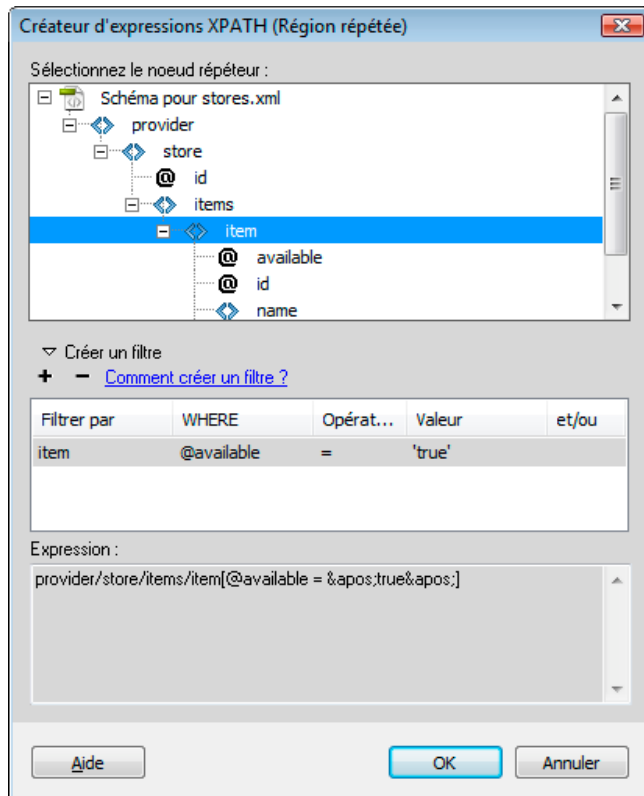 Créateur d'expressions XPATH (Région répétée)
Sélectionnez le noeud répéteur :
Schéma pour stores.xml
provider
store
@ id
items
item
@ available
@ id
name
Créer un filtre
+ − Comment créer un filtre ?
Filtrer par WHERE Opérat... Valeur et/ou
item @available = 'true'
Expression :
provider/store/items/item[@available = &apos;true&apos;]
Aide OK Annuler